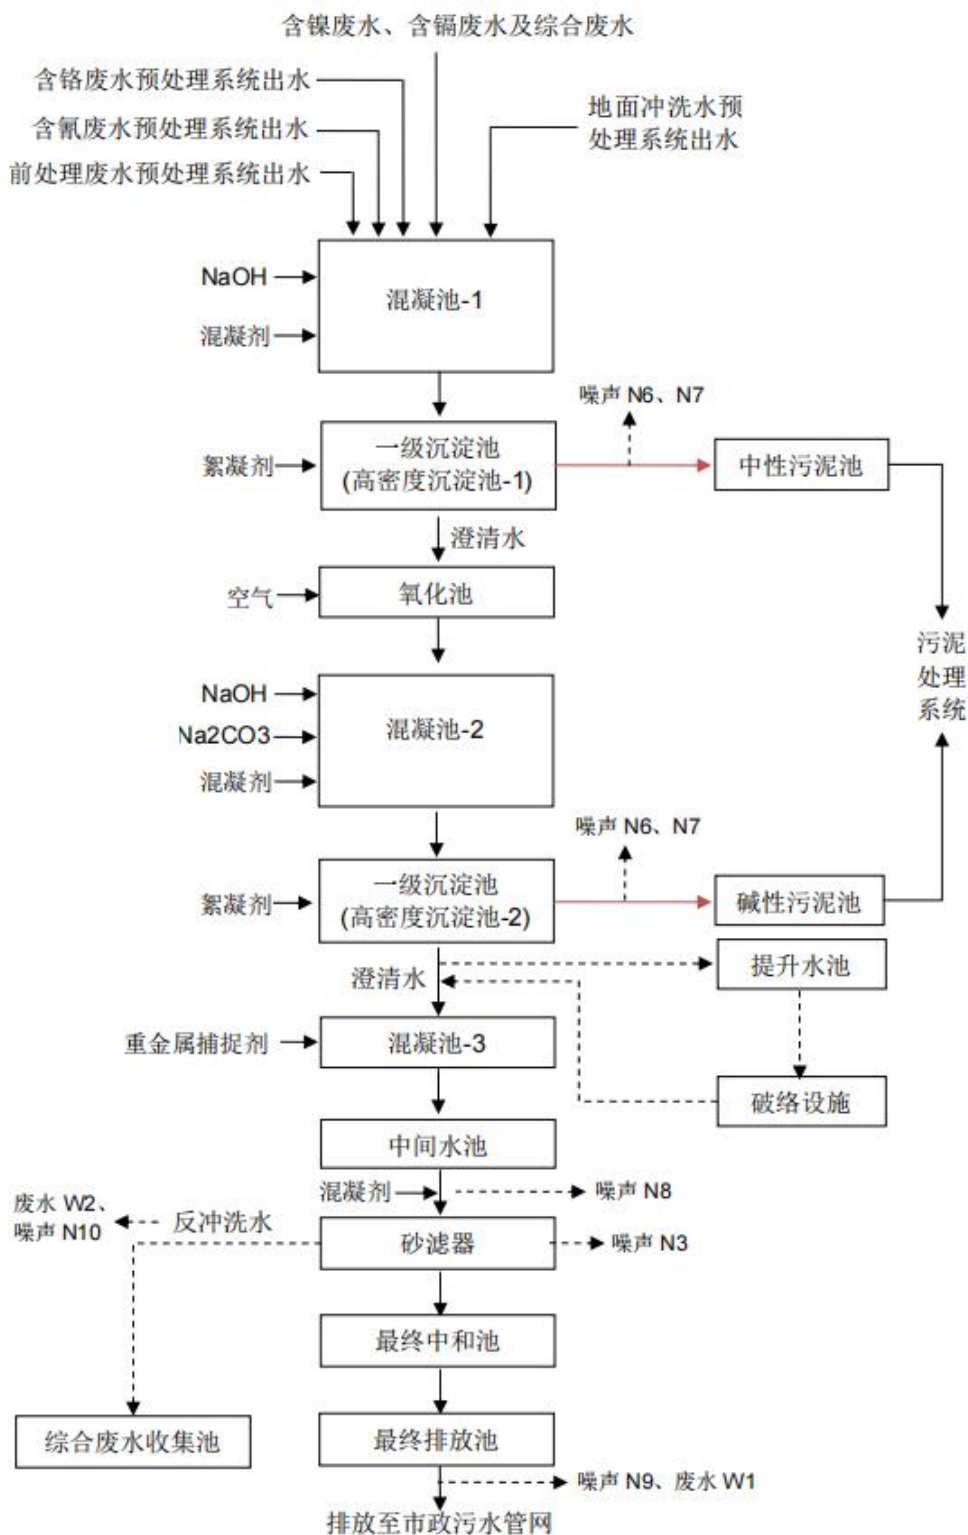 含镍废水、含镉废水及综合废水
含铬废水预处理系统出水
含氰废水预处理系统出水
前处理废水预处理系统出水
地面冲洗水预
处理系统出水
NaOH
混凝剂
混凝池-1
噪声 N6、N7
絮凝剂
一级沉淀池
(高密度沉淀池-1)
中性污泥池
澄清水
空气
氧化池
污泥
处理
系统
NaOH
Na2CO3
混凝剂
混凝池-2
噪声 N6、N7
絮凝剂
一级沉淀池
(高密度沉淀池-2)
碱性污泥池
澄清水
提升水池
重金属捕捉剂
混凝池-3
破络设施
中间水池
混凝剂
噪声 N8
废水 W2、
噪声 N10
反冲洗水
砂滤器
噪声 N3
最终中和池
综合废水收集池
最终排放池
噪声 N9、废水 W1
排放至市政污水管网